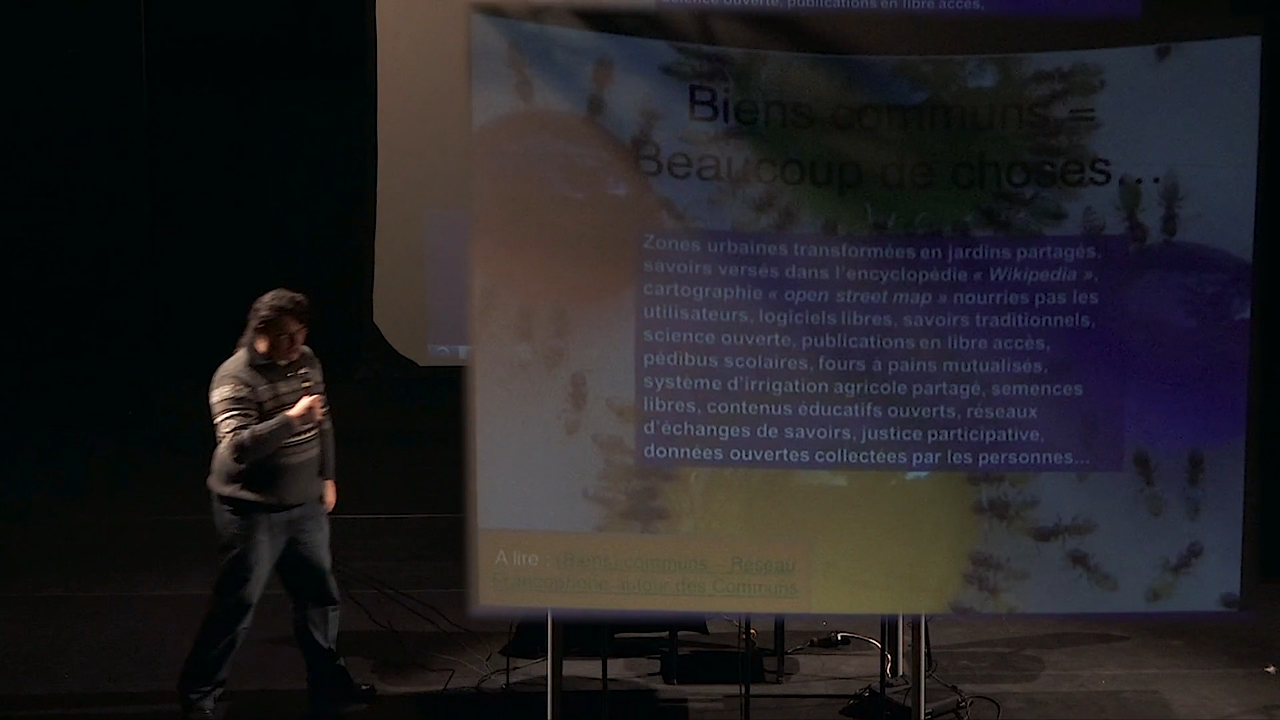 Science ouverte, publications en libre accès,
Biens communs =
Beaucoup de choses...
Zones urbaines transformées en jardins partagés,
savoirs versés dans l'encyclopédie « Wikipedia »,
cartographie « open street map » nourries pas les
utilisateurs, logiciels libres, savoirs traditionnels,
science ouverte, publications en libre accès,
pédibus scolaires, fours à pains mutualisés,
système d'irrigation agricole partagé, semences
libres, contenus éducatifs ouverts, réseaux
d'échanges de savoirs, justice participative,
données ouvertes collectées par les personnes...
A lire : (Biens) communs - Réseau
Francophone autour des Communs